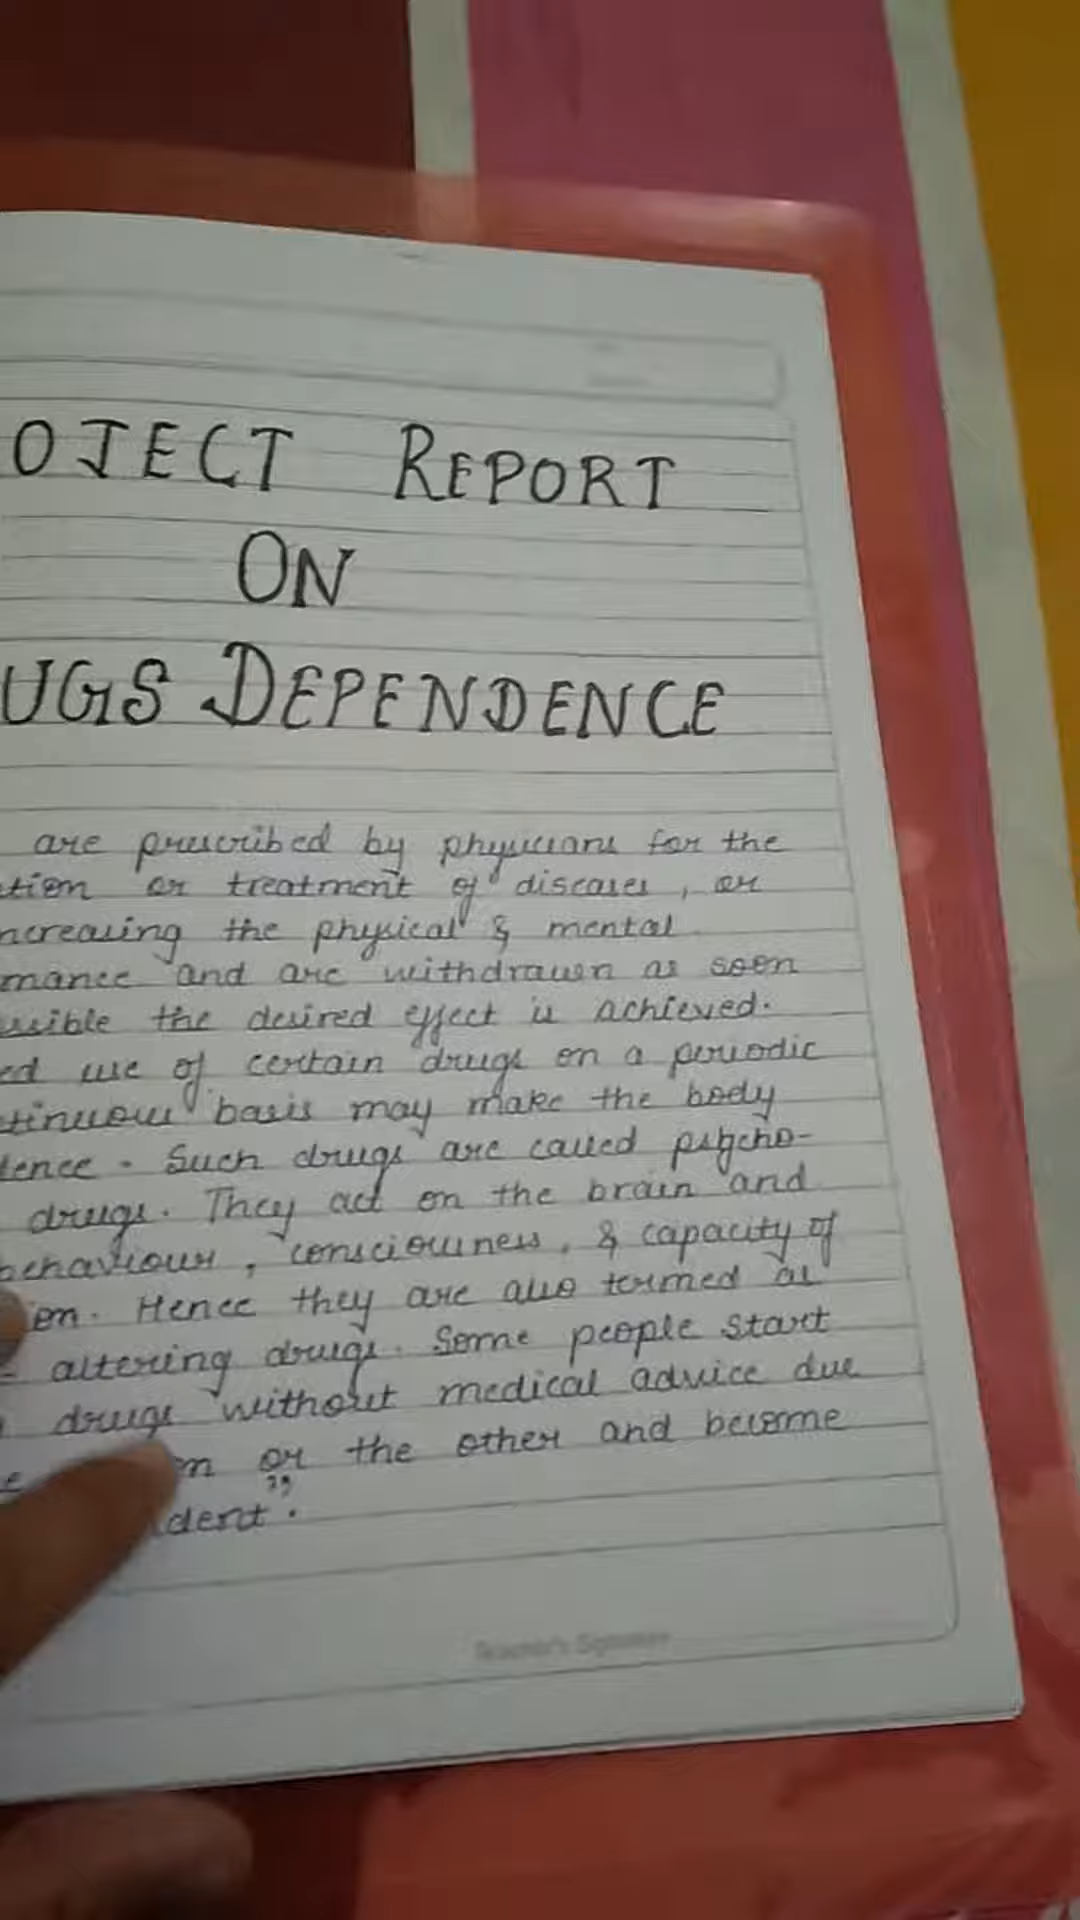 OJECT REPORT
ON
UGS DEPENDENCE
are prescribed by physicians for the
tion or treatment of diseases, or
ncreasing the physical & mental
mance and are withdrawn as soon
ssible the desired effect is achieved.
ed use of certain drugs on a periodic
tinuous basis may make the body
dence. Such drugs are called psycho-
drugs. They act on the brain and
behaviour, consciousness, & capacity of
ion. Hence they are also termed as
altering drugs. Some people start
drugs without medical advice due
on or the other and become
dent.
Teacher's Signature